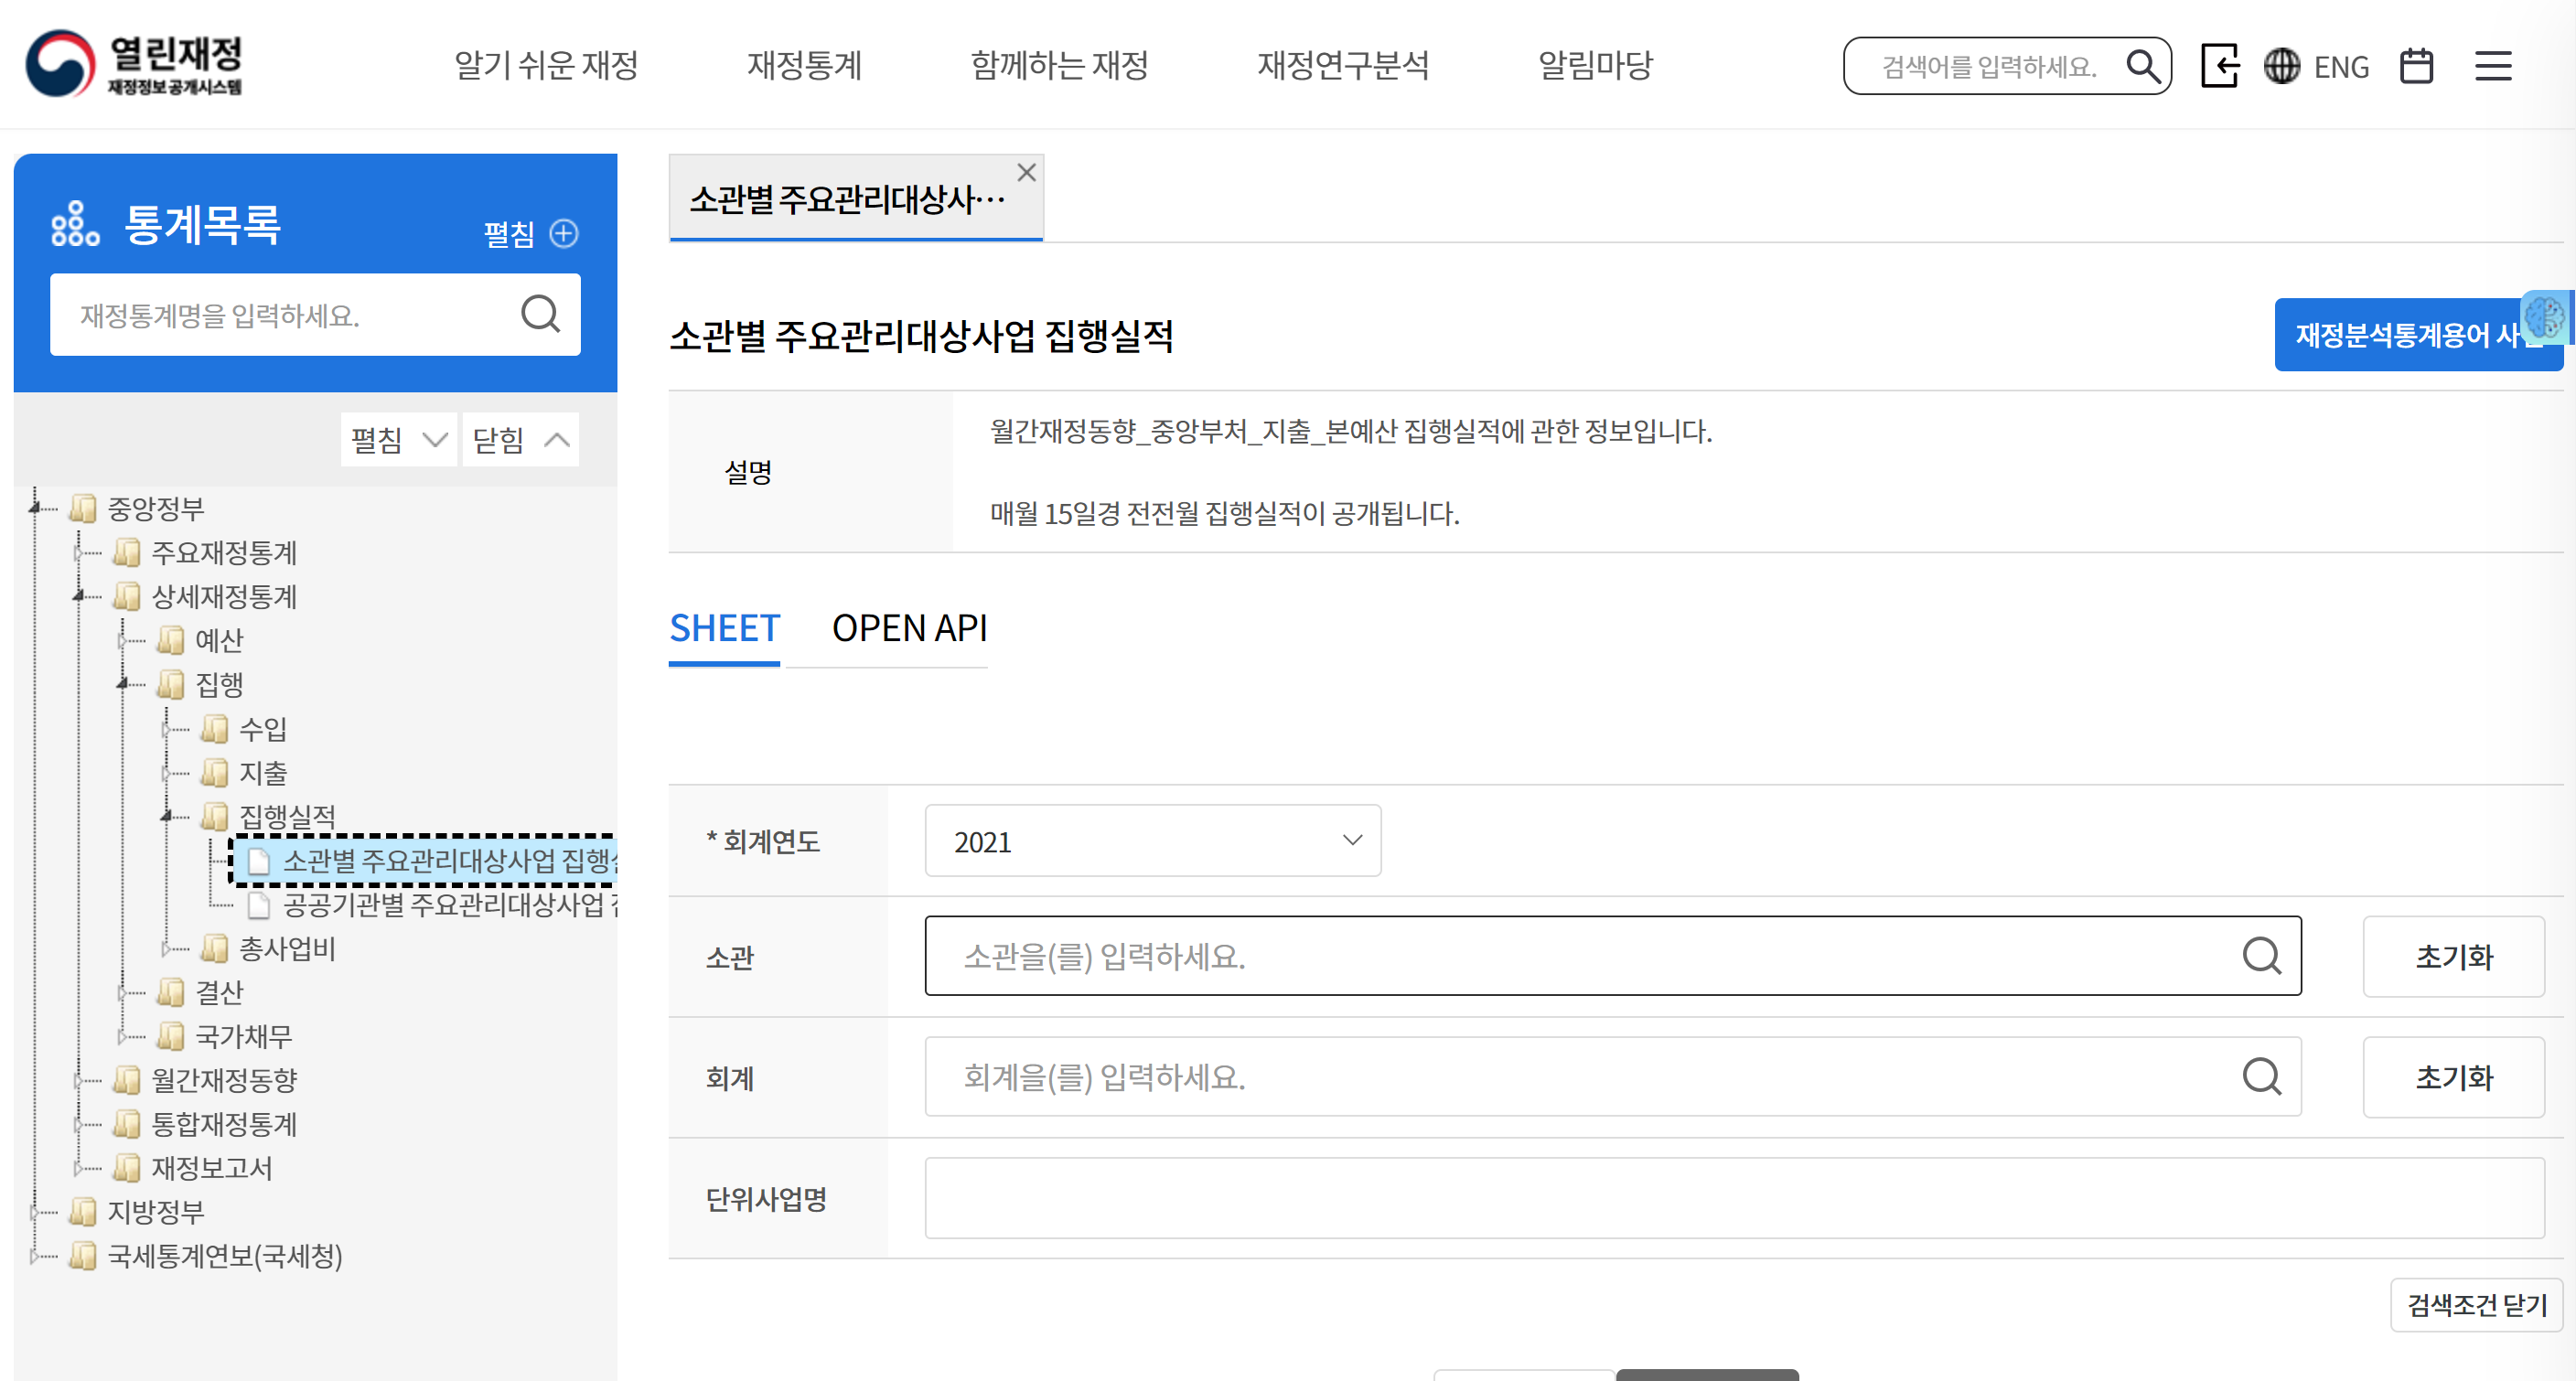 열린재정
재정정보공개시스템
알기 쉬운 재정
재정통계
함께하는 재정
재정연구분석
알림마당
검색어를 입력하세요.
ENG
통계목록
펼침
재정통계명을 입력하세요.
펼침
닫힘
중앙정부
주요재정통계
상세재정통계
예산
집행
수입
지출
집행실적
소관별 주요관리대상사업 집행
공공기관별 주요관리대상사업
총사업비
결산
국가채무
월간재정동향
통합재정통계
재정보고서
지방정부
국세통계연보(국세청)
소관별 주요관리대상사…
소관별 주요관리대상사업 집행실적
재정분석통계용어 사
설명
월간재정동향_중앙부처_지출_본예산 집행실적에 관한 정보입니다.
매월 15일경 전전월 집행실적이 공개됩니다.
SHEET
OPEN API
* 회계연도
2021
소관
소관을(를) 입력하세요.
초기화
회계
회계을(를) 입력하세요.
초기화
단위사업명
검색조건 닫기